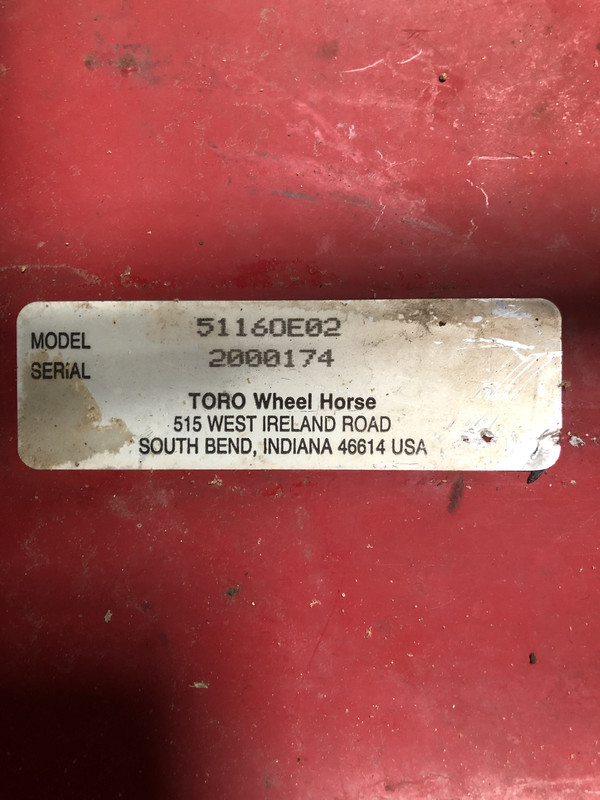 MODEL 51160E02
SERIAL 2000174
TORO Wheel Horse
515 WEST IRELAND ROAD
SOUTH BEND, INDIANA 46614 USA